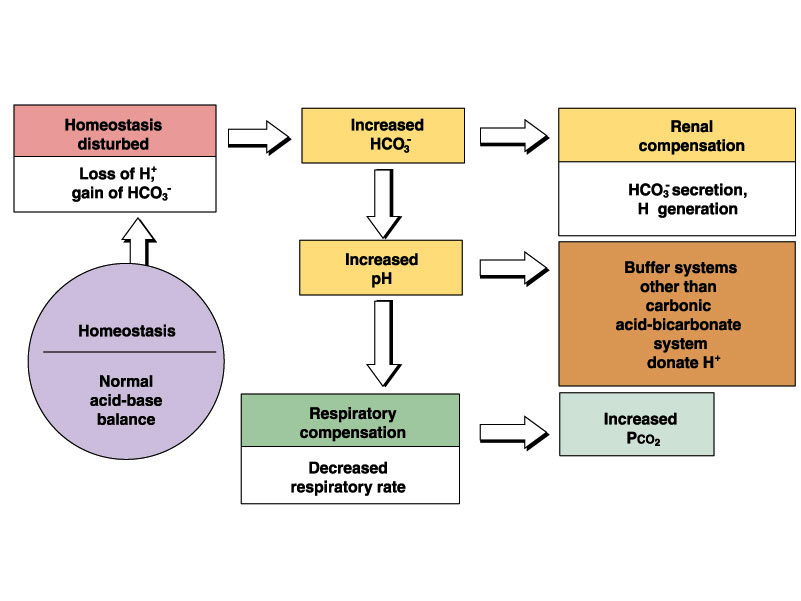 Homeostasis
disturbed
Loss of H⁺,
gain of HCO₃⁻
Increased
HCO₃⁻
Renal
compensation
HCO₃⁻ secretion,
H generation
Increased
pH
Buffer systems
other than
carbonic
acid-bicarbonate
system
donate H⁺
Homeostasis
Normal
acid-base
balance
Respiratory
compensation
Decreased
respiratory rate
Increased
PCO₂